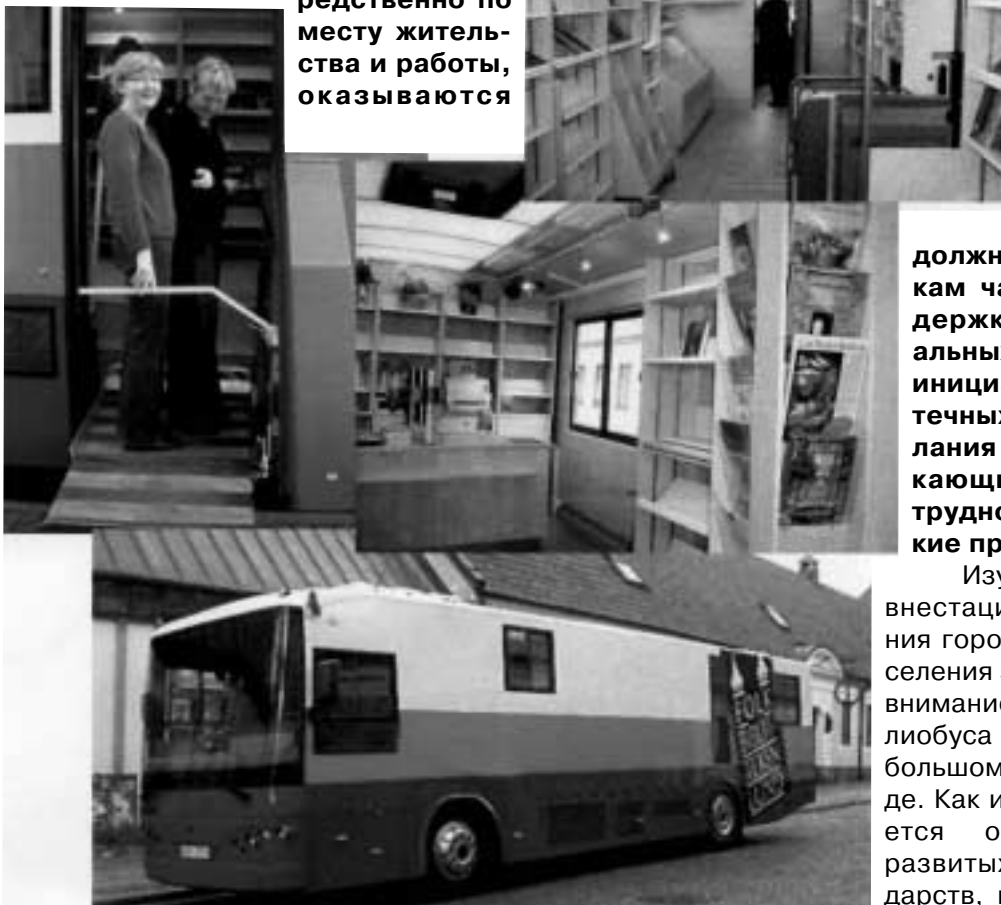 редственно по
месту житель-
ства и работы,
оказываются
должн
кам ча
держк
альных
иници
течных
лания
кающи
трудно
кие пр
Изу
внестаци
ния горо
селения
внимание
лиобуса
большом
де. Как и
ется о
развитых
дарств,